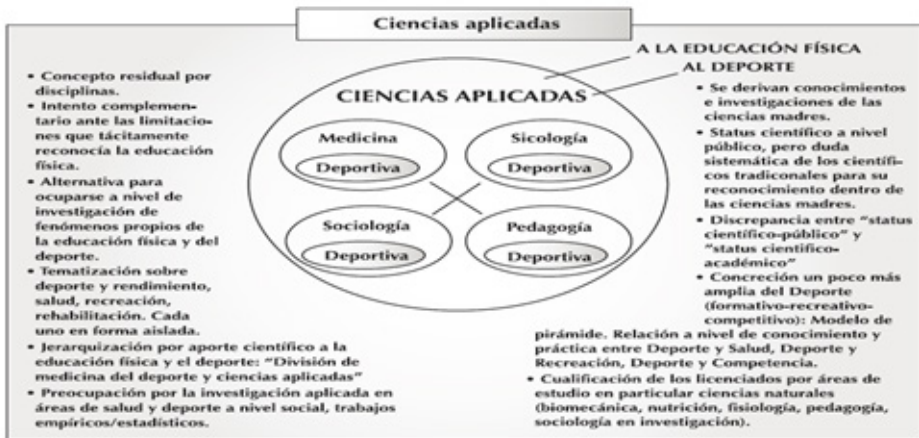 Ciencias aplicadas
A LA EDUCACIÓN FÍSICA
AL DEPORTE
CIENCIAS APLICADAS
Medicina
Deportiva
Sicología
Deportiva
Sociología
Deportiva
Pedagogía
Deportiva
• Concepto residual por
disciplinas.
• Intento complemen-
tario ante las limitacio-
nes que tácitamente
reconocía la educación
física.
• Alternativa para
ocuparse a nivel de
investigación de
fenómenos propios de
la educación física y del
deporte.
• Tematización sobre
deporte y rendimiento,
salud, recreación,
rehabilitación. Cada
uno en forma aislada.
• Jerarquización por aporte científico a la
educación física y el deporte: "División de
medicina del deporte y ciencias aplicadas"
• Preocupación por la investigación aplicada en
áreas de salud y deporte a nivel social, trabajos
empíricos/estadísticos.
• Se derivan conocimientos
e investigaciones de las
ciencias madres.
• Status científico a nivel
público, pero duda
sistemática de los científi-
cos tradiconales para su
reconocimiento dentro de
las ciencias madres.
• Discrepancia entre "status
científico-público" y
"status cientifico-
académico"
• Concreción un poco más
amplia del Deporte
(formativo-recreativo-
competitivo): Modelo de
pirámide. Relación a nivel de conocimiento y
práctica entre Deporte y Salud, Deporte y
Recreación, Deporte y Competencia.
• Cualificación de los licenciados por áreas de
estudio en particular ciencias naturales
(biomecánica, nutrición, fisiología, pedagogía,
sociología en investigación).